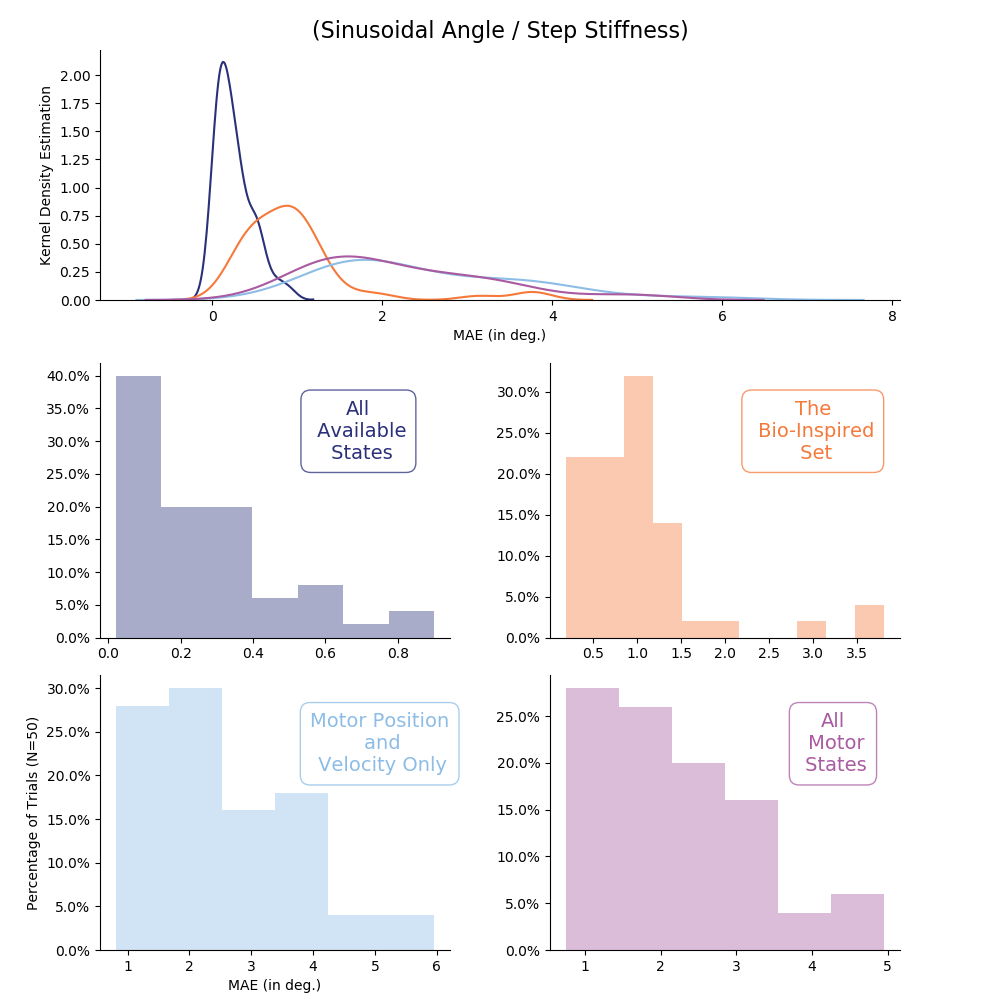 (Sinusoidal Angle / Step Stiffness)
Kernel Density Estimation
2.00
1.75
1.50
1.25
1.00
0.75
0.50
0.25
0.00
0 2 4 6 8
MAE (in deg.)
40.0%
35.0%
30.0%
25.0%
20.0%
15.0%
10.0%
5.0%
0.0%
0.0 0.2 0.4 0.6 0.8
All
Available
States
30.0%
25.0%
20.0%
15.0%
10.0%
5.0%
0.0%
0.5 1.0 1.5 2.0 2.5 3.0 3.5
The
Bio-Inspired
Set
Percentage of Trials (N=50)
30.0%
25.0%
20.0%
15.0%
10.0%
5.0%
0.0%
1 2 3 4 5 6
MAE (in deg.)
Motor Position
and
Velocity Only
25.0%
20.0%
15.0%
10.0%
5.0%
0.0%
1 2 3 4 5
All
Motor
States